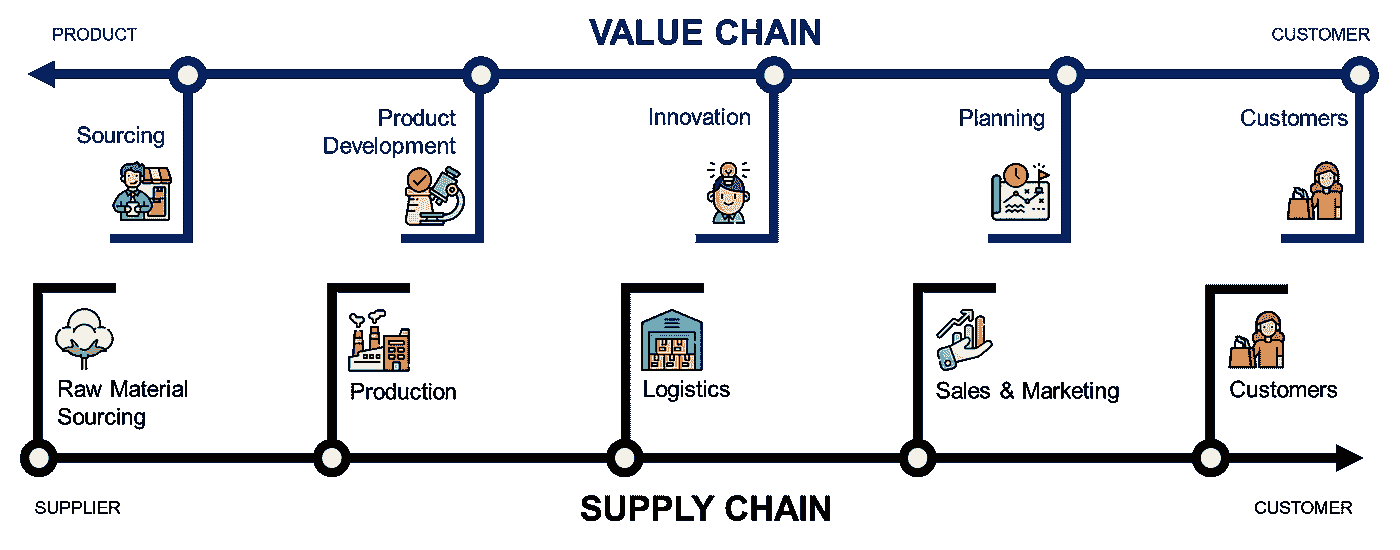 PRODUCT
VALUE CHAIN
CUSTOMER
Sourcing
Product
Development
Innovation
Planning
Customers
Raw Material
Sourcing
Production
Logistics
Sales & Marketing
Customers
SUPPLIER
SUPPLY CHAIN
CUSTOMER